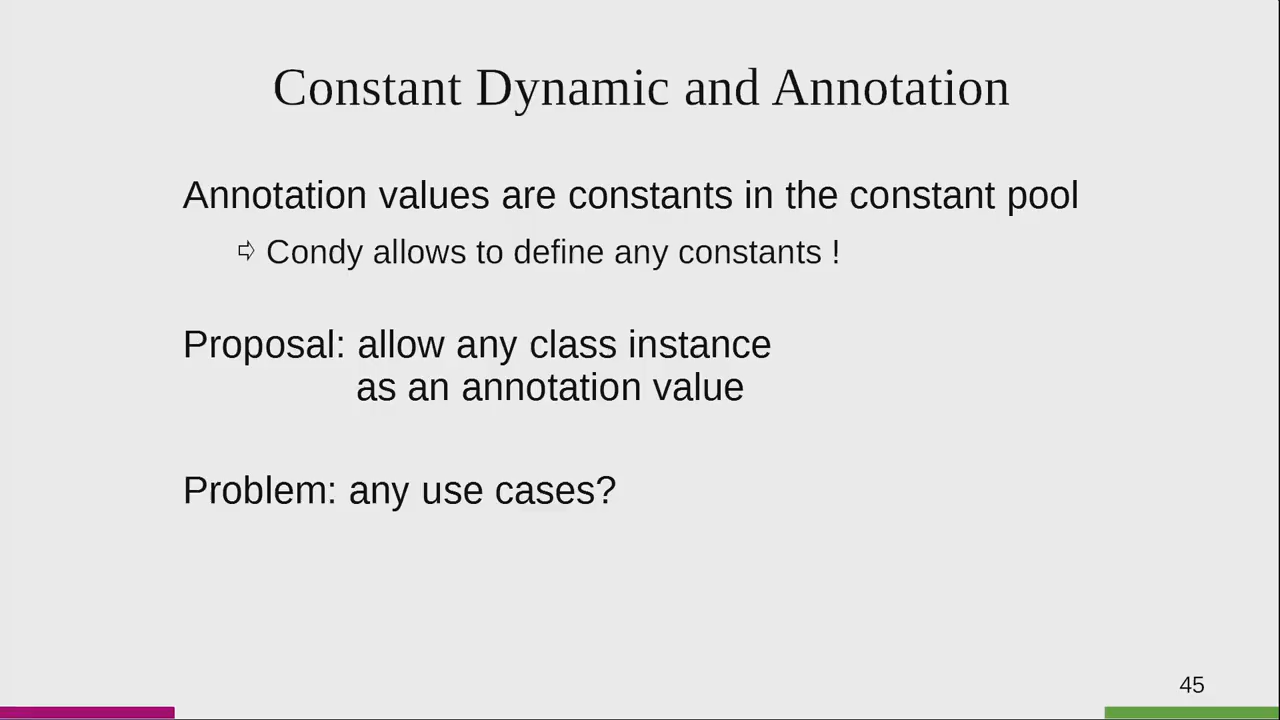 Constant Dynamic and Annotation
Annotation values are constants in the constant pool
⇨ Condy allows to define any constants !
Proposal: allow any class instance
as an annotation value
Problem: any use cases?
45